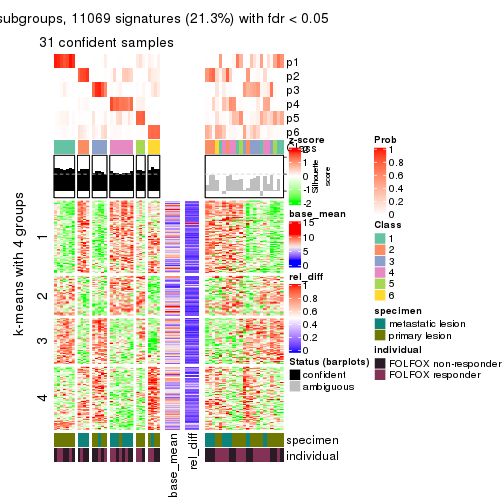 subgroups, 11069 signatures (21.3%) with fdr < 0.05
31 confident samples
p1
p2
p3
p4
p5
p6
Class
z-score
2
1
0
-1
-2
Silhouette
score
base_mean
15
10
5
0
rel_diff
1
0.8
0.6
0.4
0.2
0
Status (barplots)
confident
ambiguous
Prob
1
0.8
0.6
0.4
0.2
0
Class
1
2
3
4
5
6
specimen
metastatic lesion
primary lesion
individual
FOLFOX non-responder
FOLFOX responder
k-means with 4 groups
1
2
3
4
specimen
individual
base_mean
rel_diff